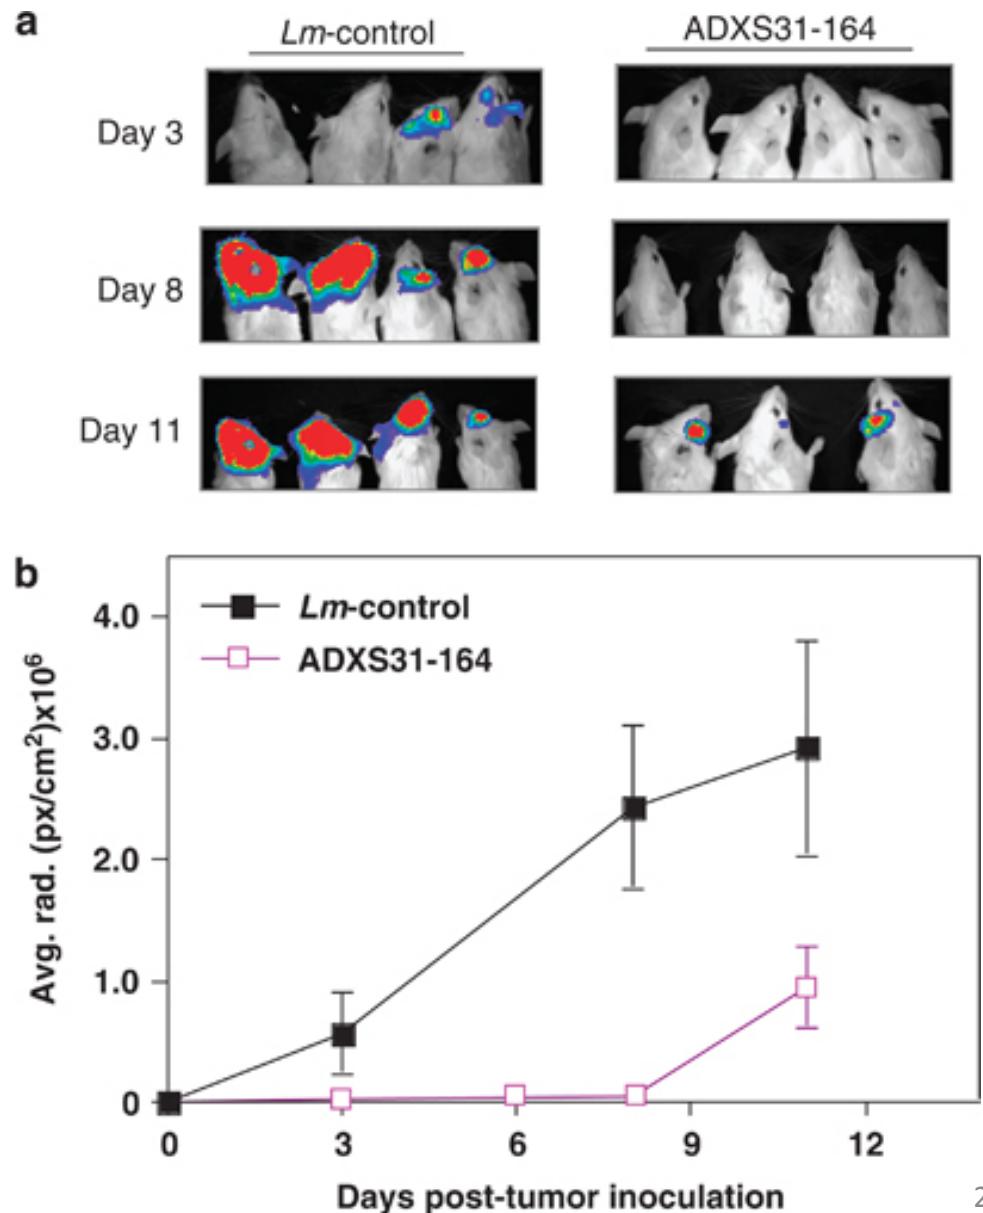 a
Lm-control
ADXS31-164
Day 3
Day 8
Day 11
b
Lm-control
ADXS31-164
Avg. rad. (px/cm²)x10⁶
4.0
3.0
2.0
1.0
0
0 3 6 9 12
Days post-tumor inoculation
2